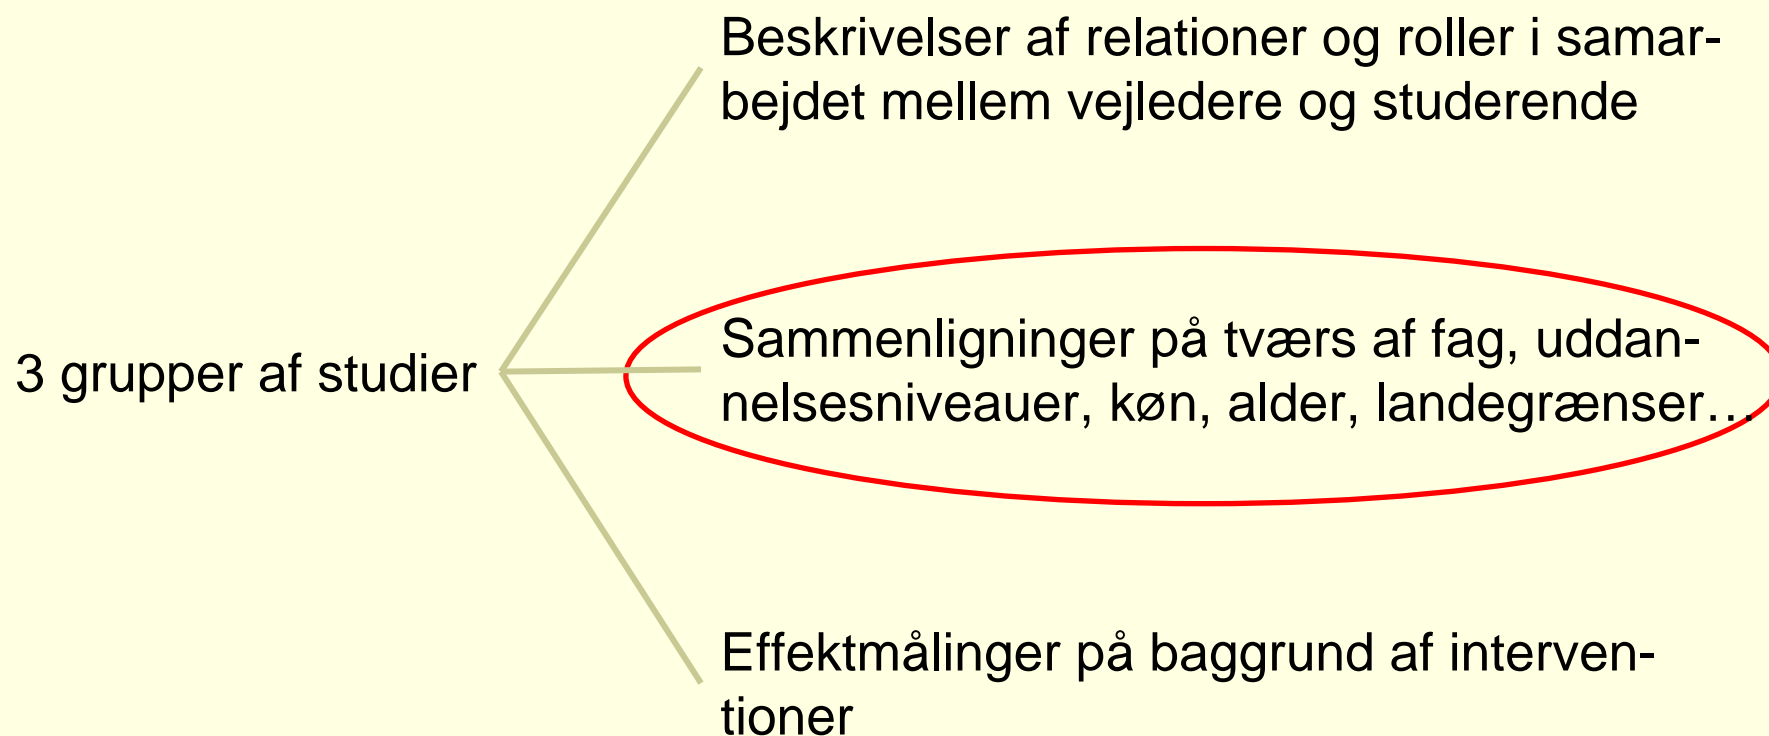 Beskrivelser af relationer og roller i samar-
bejdet mellem vejledere og studerende
3 grupper af studier
Sammenligninger på tværs af fag, uddan-
nelsesniveauer, køn, alder, landegrænser…
Effektmålinger på baggrund af interven-
tioner